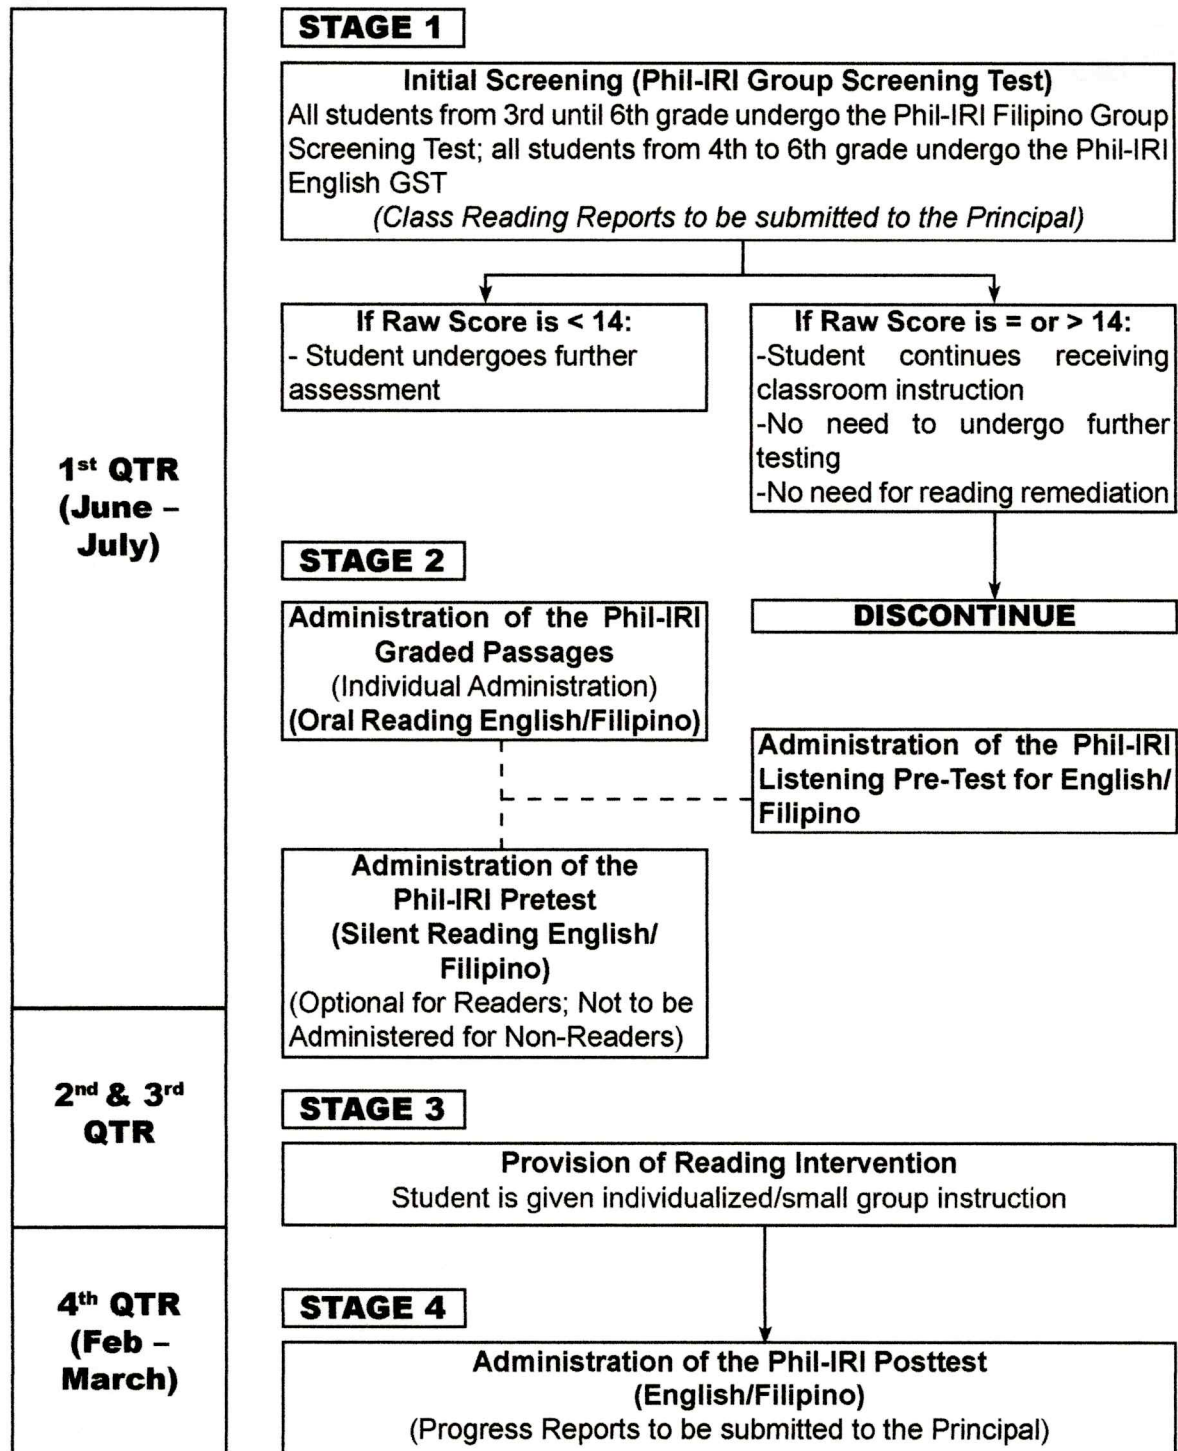 STAGE 1
Initial Screening (Phil-IRI Group Screening Test)
All students from 3rd until 6th grade undergo the Phil-IRI Filipino Group
Screening Test; all students from 4th to 6th grade undergo the Phil-IRI
English GST
(Class Reading Reports to be submitted to the Principal)
If Raw Score is < 14:
- Student undergoes further
assessment
If Raw Score is = or > 14:
-Student continues receiving
classroom instruction
-No need to undergo further
testing
-No need for reading remediation
1st QTR
(June –
July)
STAGE 2
Administration of the Phil-IRI
Graded Passages
(Individual Administration)
(Oral Reading English/Filipino)
DISCONTINUE
Administration of the Phil-IRI
Listening Pre-Test for English/
Filipino
Administration of the
Phil-IRI Pretest
(Silent Reading English/
Filipino)
(Optional for Readers; Not to be
Administered for Non-Readers)
2nd & 3rd
QTR
STAGE 3
Provision of Reading Intervention
Student is given individualized/small group instruction
4th QTR
(Feb –
March)
STAGE 4
Administration of the Phil-IRI Posttest
(English/Filipino)
(Progress Reports to be submitted to the Principal)